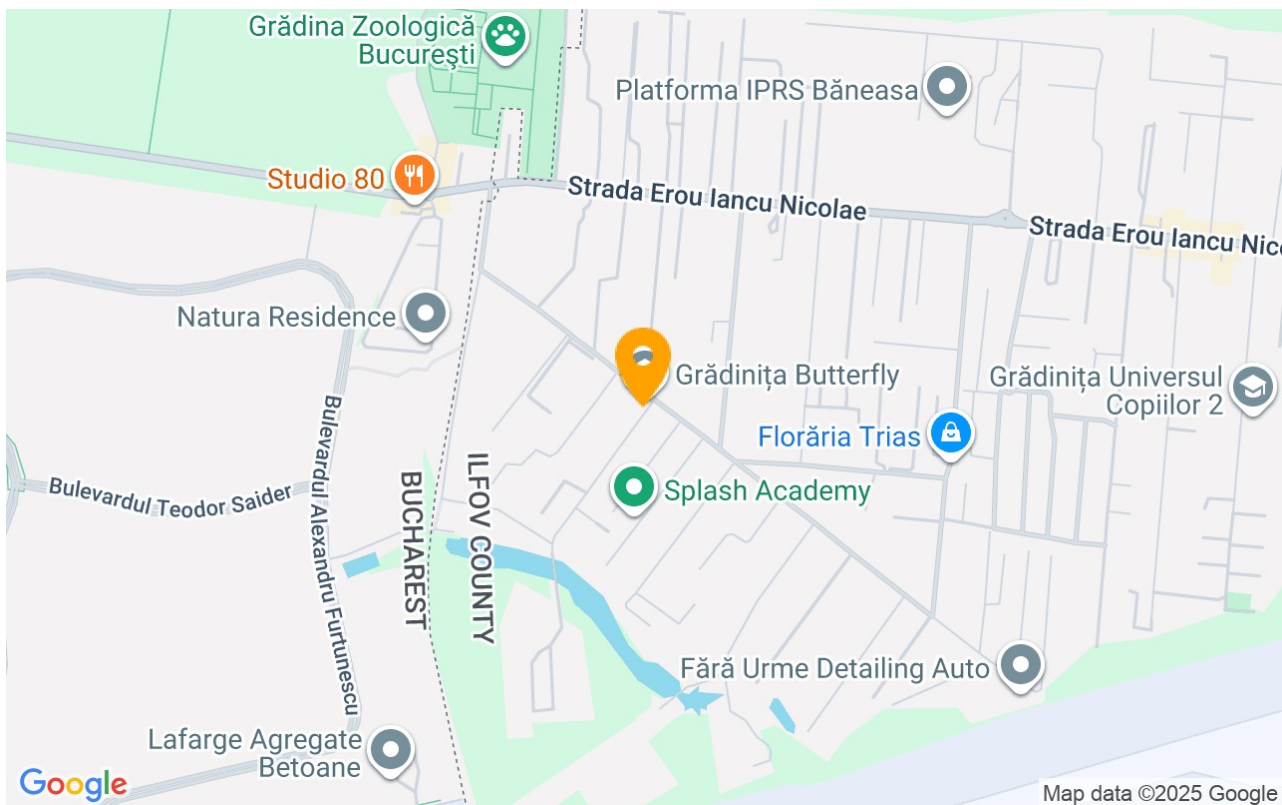 Grădina Zoologică
Bucureşti
Platforma IPRS Băneasa
Studio 80
Strada Erou Iancu Nicolae
Strada Erou Iancu Nico
Natura Residence
Grădinița Butterfly
Grădinița Universul
Copiilor 2
Florăria Trias
Bulevardul Teodor Saider
Bulevardul Alexandru Furtunescu
BUCHAREST
ILFOV COUNTY
Splash Academy
Fără Urme Detailing Auto
Lafarge Agregate
Betoane
Google
Map data ©2025 Google